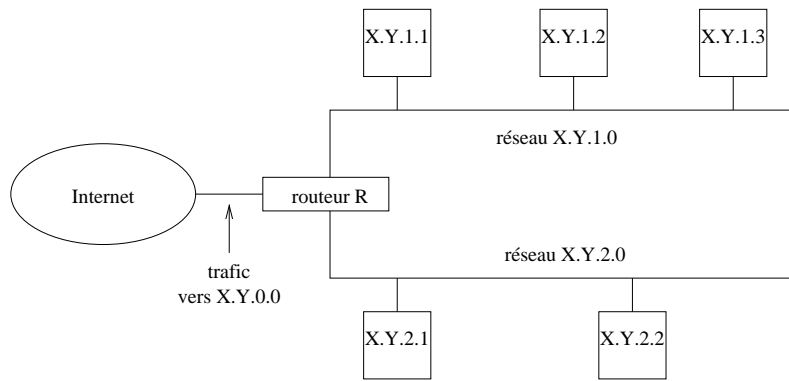 X.Y.1.1
X.Y.1.2
X.Y.1.3
réseau X.Y.1.0
Internet
routeur R
trafic
vers X.Y.0.0
réseau X.Y.2.0
X.Y.2.1
X.Y.2.2